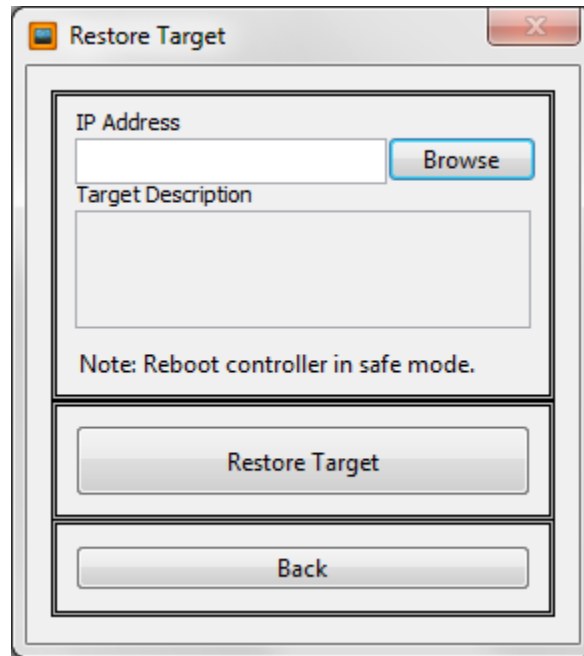 Restore Target
IP Address
Browse
Target Description
Note: Reboot controller in safe mode.
Restore Target
Back